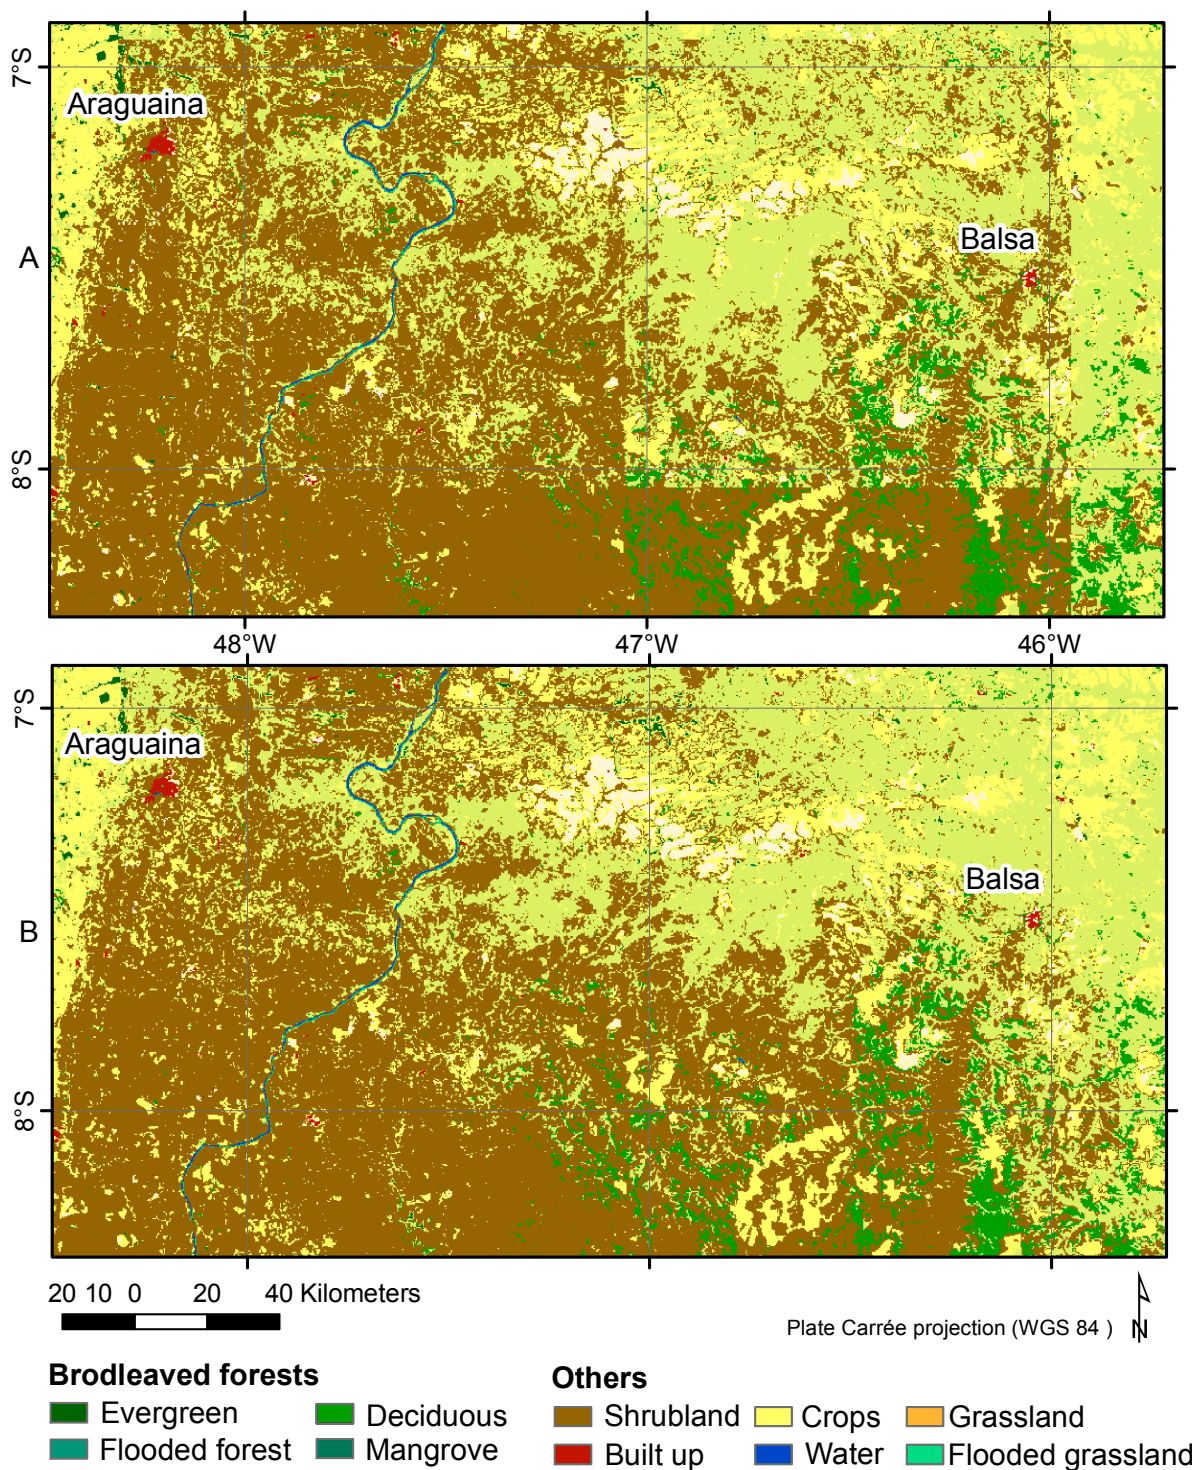 7°S
Araguaina
A
Balsa
8°S
48°W 47°W 46°W
7°S
Araguaina
Balsa
B
8°S
20 10 0 20 40 Kilometers
Plate Carrée projection (WGS 84 ) N
Brodleaved forests
Others
Evergreen
Deciduous
Shrubland
Crops
Grassland
Flooded forest
Mangrove
Built up
Water
Flooded grassland